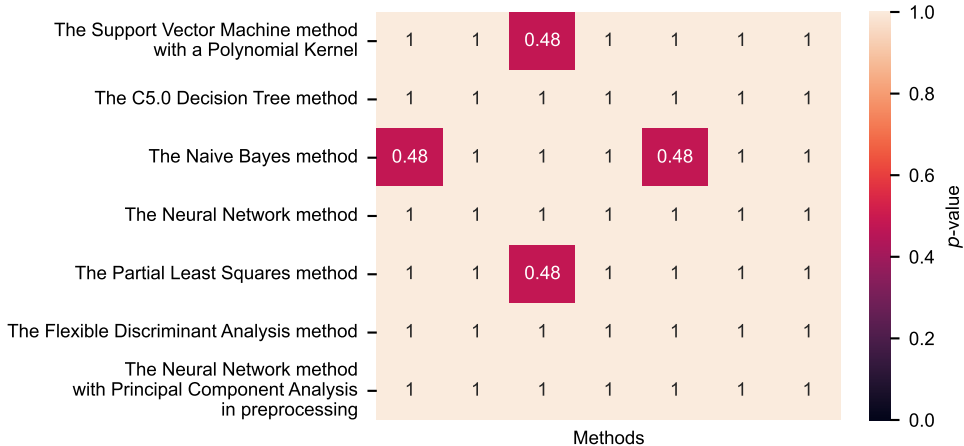 The Support Vector Machine method
with a Polynomial Kernel
1 1 0.48 1 1 1 1
The C5.0 Decision Tree method
1 1 1 1 1 1 1
The Naive Bayes method
0.48 1 1 1 0.48 1 1
The Neural Network method
1 1 1 1 1 1 1
The Partial Least Squares method
1 1 0.48 1 1 1 1
The Flexible Discriminant Analysis method
1 1 1 1 1 1 1
The Neural Network method
with Principal Component Analysis
in preprocessing
1 1 1 1 1 1 1
Methods
1.0
0.8
0.6
0.4
0.2
0.0
p-value